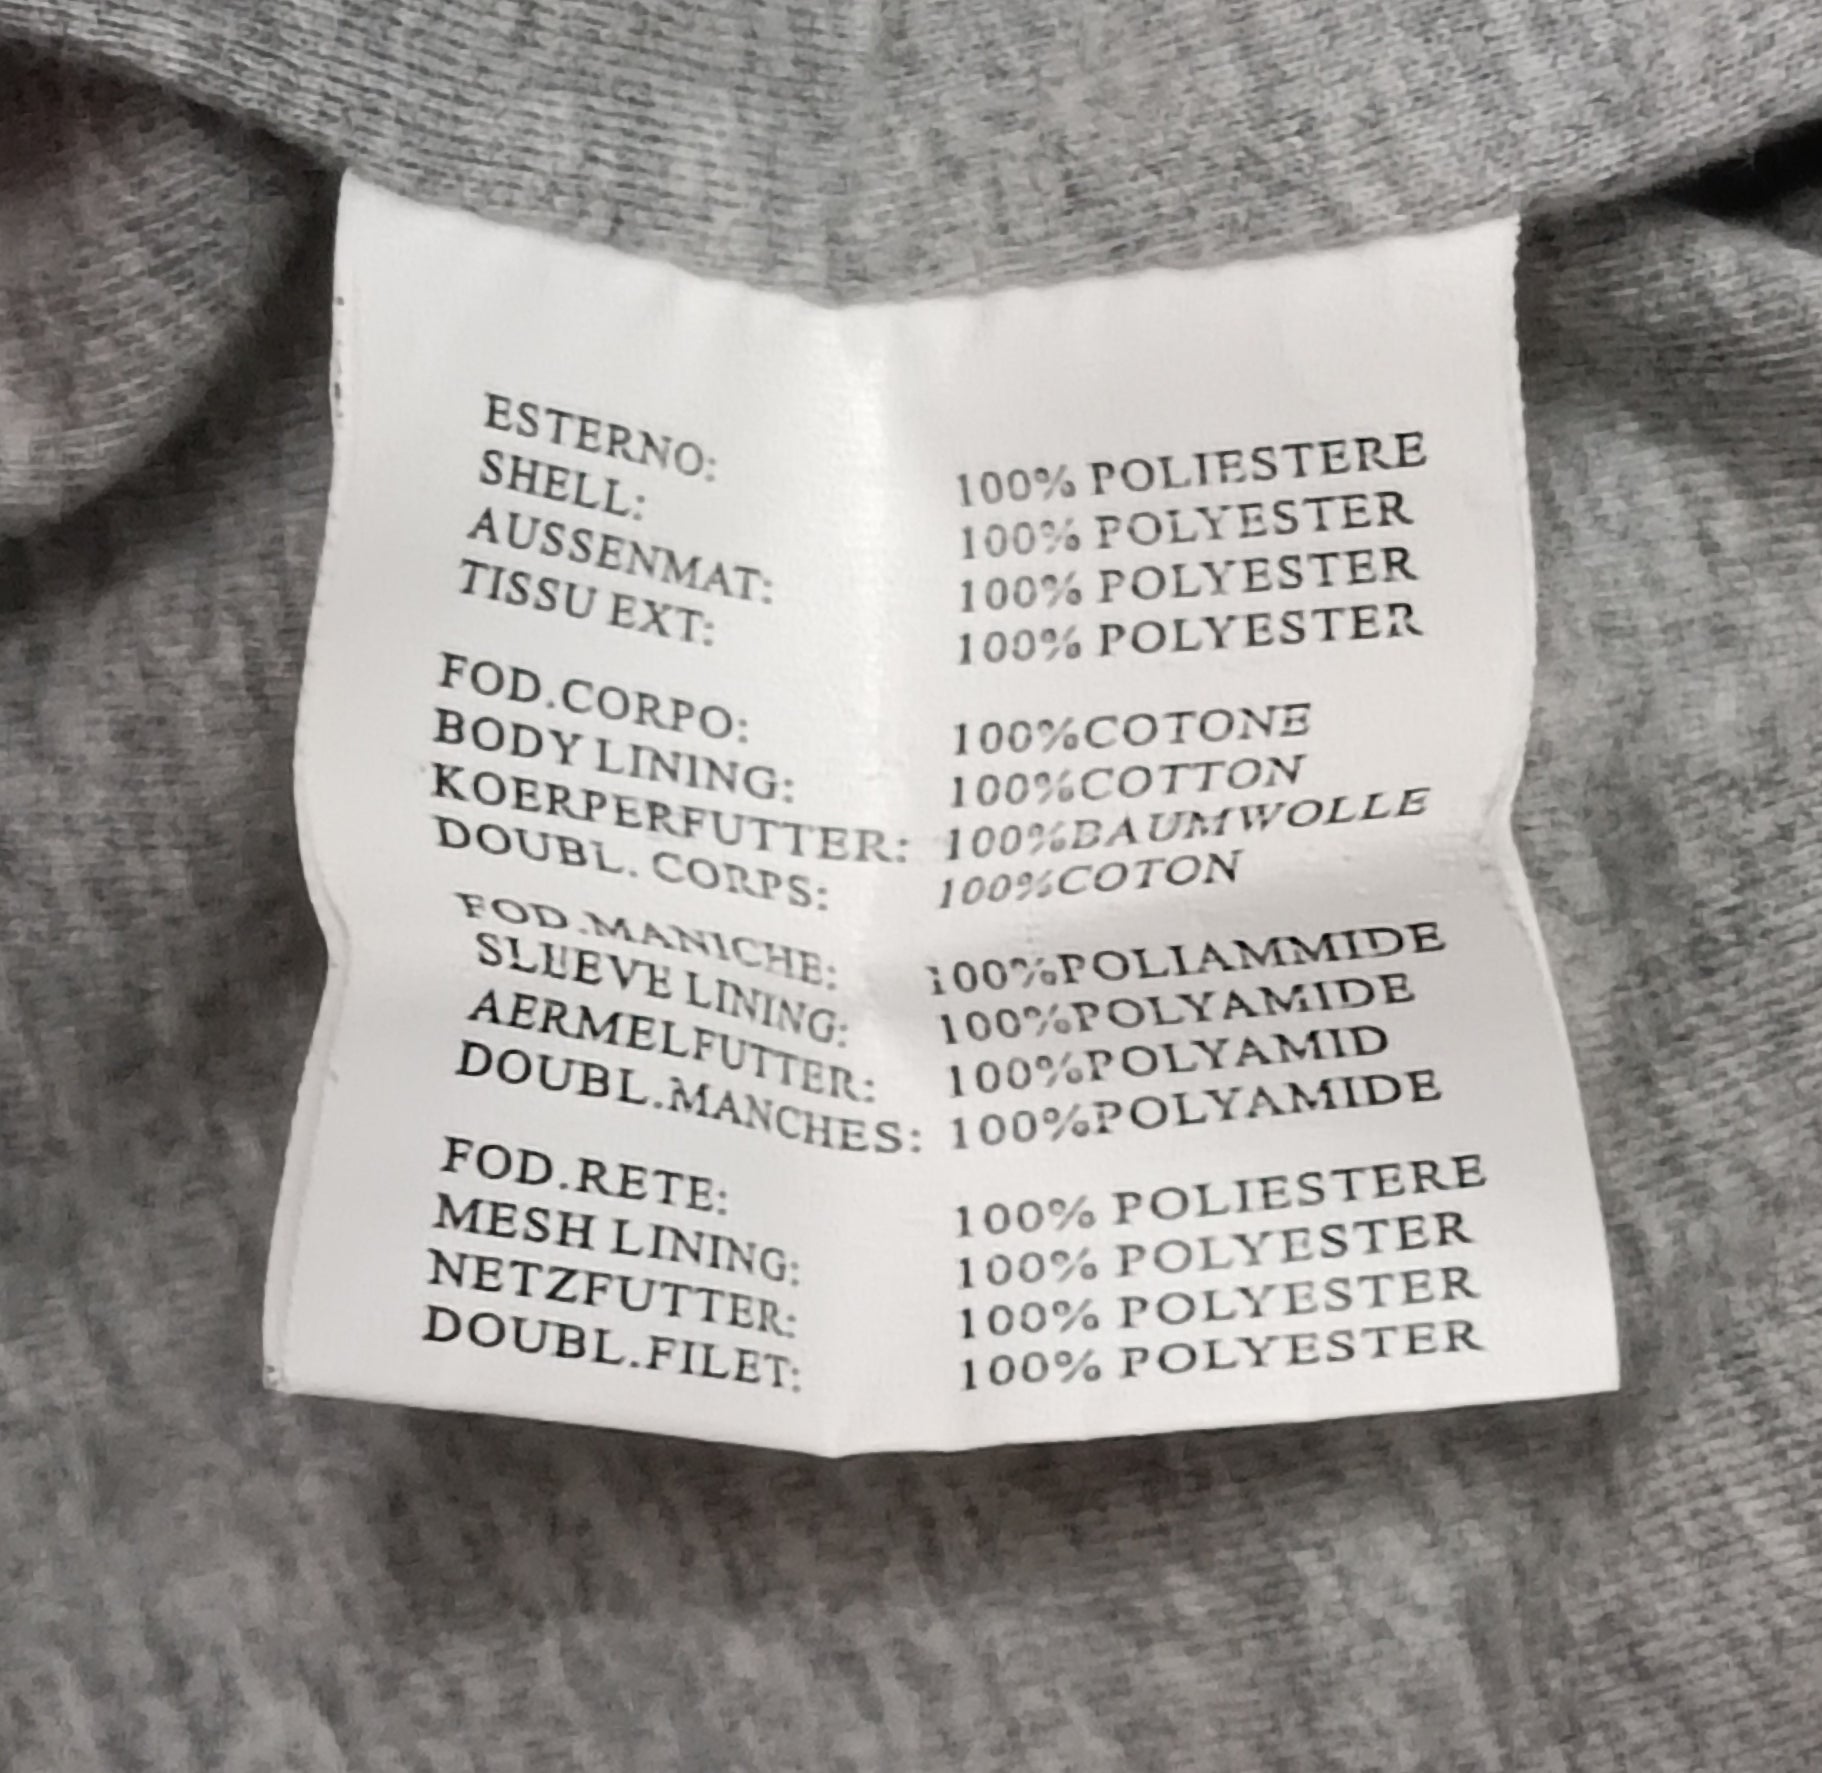 ESTERNO: 100% POLIESTERE
SHELL: 100% POLYESTER
AUSSENMAT: 100% POLYESTER
TISSU EXT: 100% POLYESTER
FOD.CORPO: 100%COTONE
BODY LINING: 100%COTTON
KOERPERFUTTER: 100%BAUMWOLLE
DOUBL. CORPS: 100%COTON
FOD.MANICHE: 100%POLIAMMIDE
SLEEVE LINING: 100%POLYAMIDE
AERMELFUTTER: 100%POLYAMID
DOUBL.MANCHES: 100%POLYAMIDE
FOD.RETE: 100% POLIESTERE
MESH LINING: 100% POLYESTER
NETZFUTTER: 100% POLYESTER
DOUBL.FILET: 100% POLYESTER